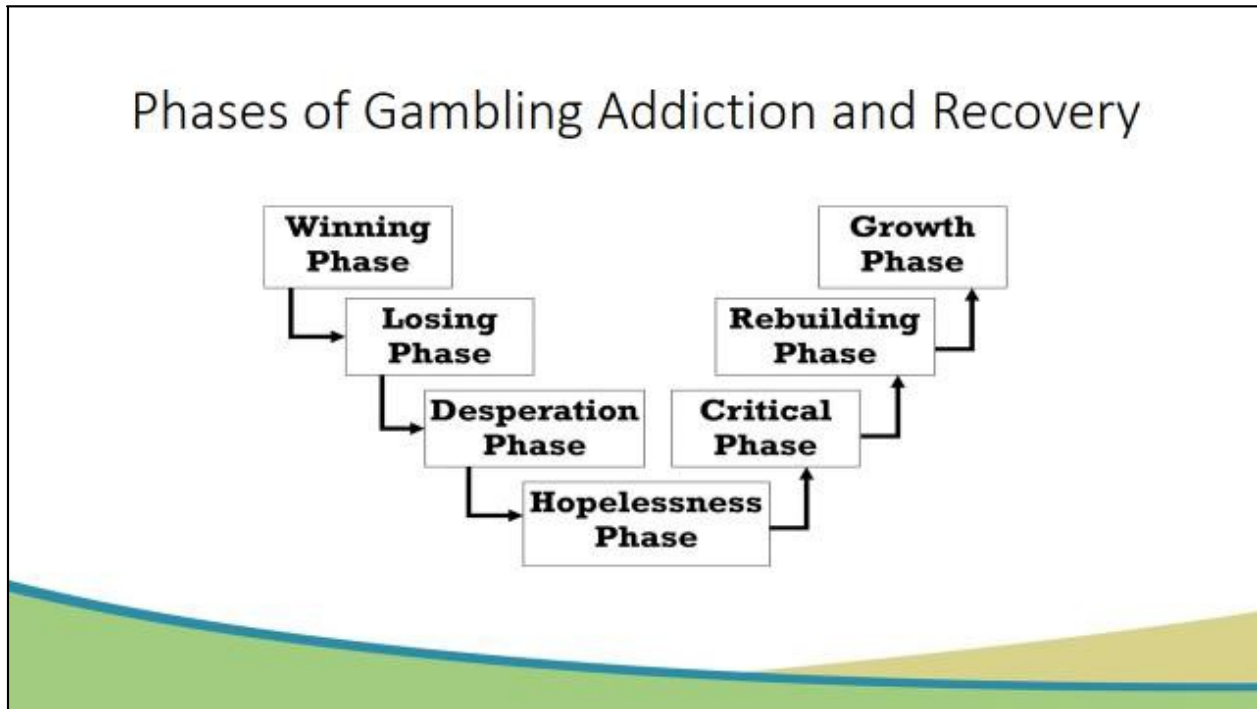 Phases of Gambling Addiction and Recovery
Winning
Phase
Losing
Phase
Desperation
Phase
Hopelessness
Phase
Critical
Phase
Rebuilding
Phase
Growth
Phase